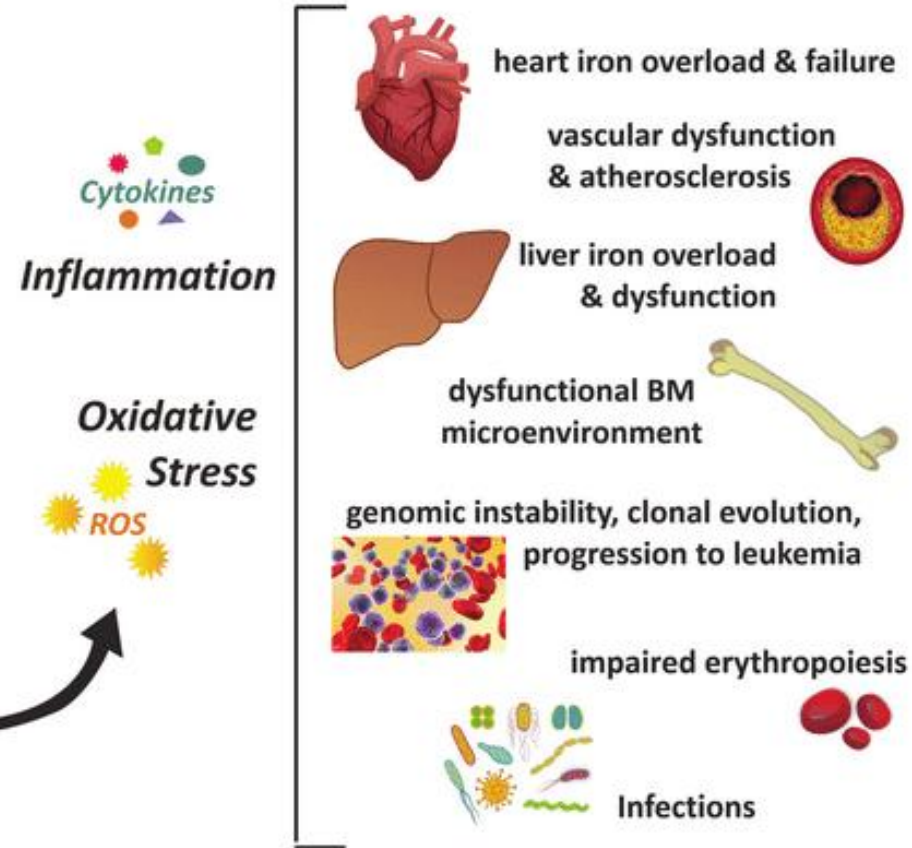 Cytokines
Inflammation
Oxidative
Stress
ROS
heart iron overload & failure
vascular dysfunction
& atherosclerosis
liver iron overload
& dysfunction
dysfunctional BM
microenvironment
genomic instability, clonal evolution,
progression to leukemia
impaired erythropoiesis
Infections